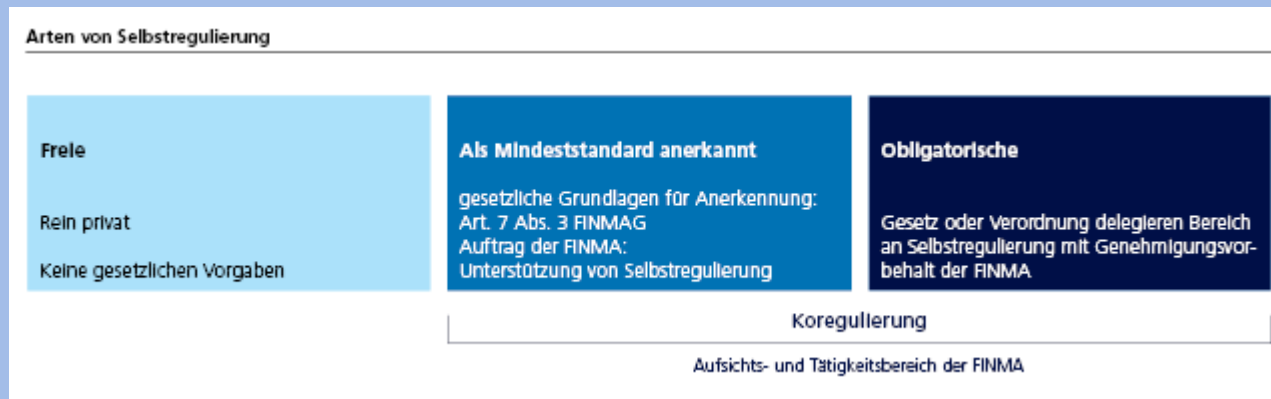 Arten von Selbstregulierung
Freie
Rein privat
Keine gesetzlichen Vorgaben
Als Mindeststandard anerkannt
gesetzliche Grundlagen für Anerkennung:
Art. 7 Abs. 3 FINMAG
Auftrag der FINMA:
Unterstützung von Selbstregulierung
Obligatorische
Gesetz oder Verordnung delegieren Bereich
an Selbstregulierung mit Genehmigungsvor-
behalt der FINMA
Koregulierung
Aufsichts- und Tätigkeitsbereich der FINMA